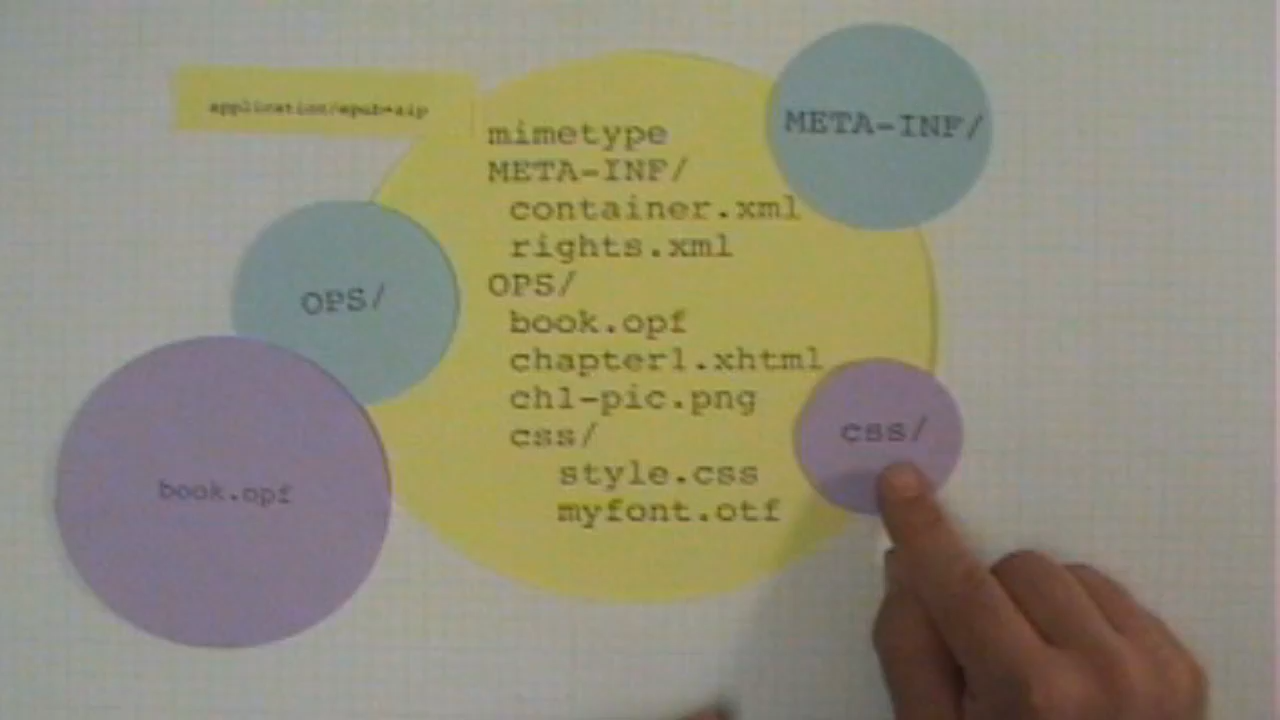 application/epub+zip
mimetype
META-INF/
container.xml
rights.xml
OPS/
book.opf
chapter1.xhtml
ch1-pic.png
css/
style.css
myfont.otf
META-INF/
OPS/
book.opf
css/